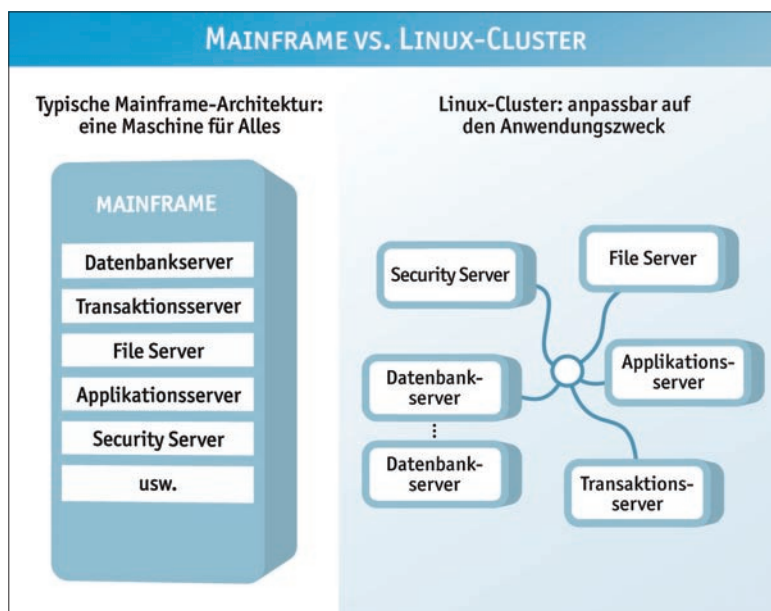 MAINFRAME VS. LINUX-CLUSTER
Typische Mainframe-Architektur:
eine Maschine für Alles
MAINFRAME
Datenbankserver
Transaktionsserver
File Server
Applikationsserver
Security Server
usw.
Linux-Cluster: anpassbar auf
den Anwendungszweck
Security Server
File Server
Datenbank-
server
Applikations-
server
Datenbank-
server
Transaktions-
server